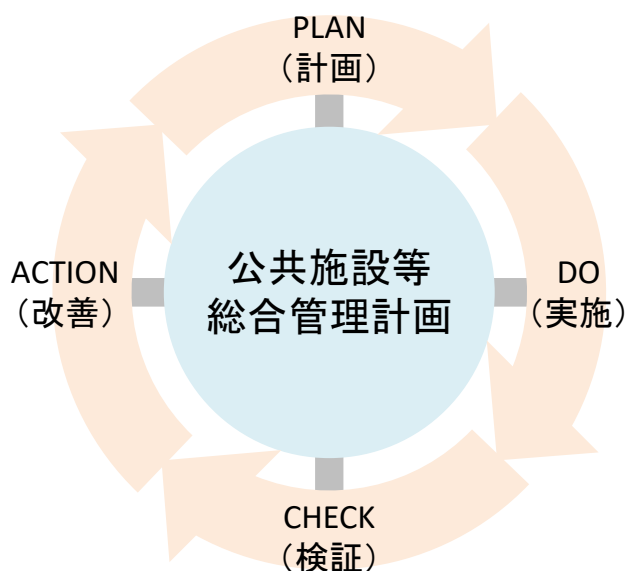 PLAN
（計画）
ACTION
（改善）
公共施設等
総合管理計画
DO
（実施）
CHECK
（検証）